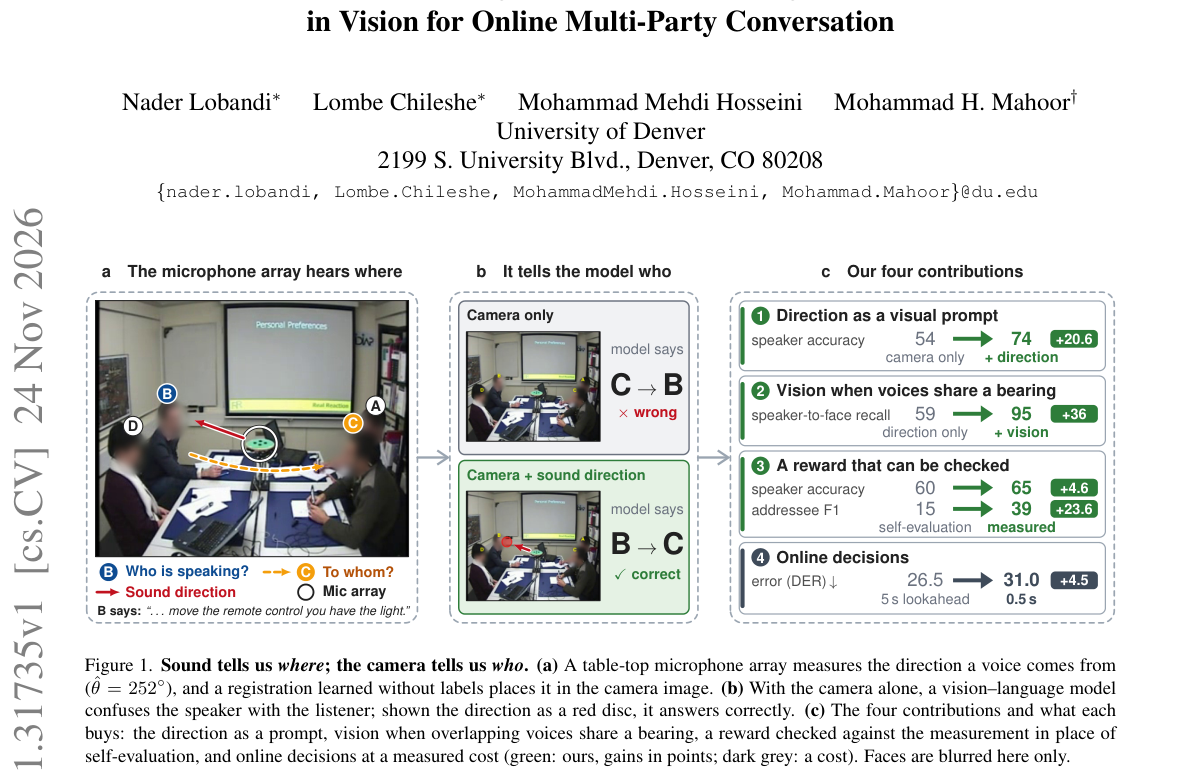 in Vision for Online Multi-Party Conversation
Nader Lobandi* Lombe Chileshe* Mohammad Mehdi Hosseini Mohammad H. Mahoor†
University of Denver
2199 S. University Blvd., Denver, CO 80208
{nader.lobandi, Lombe.Chileshe, MohammadMehdi.Hosseini, Mohammad.Mahoor}@du.edu
1.31735v1 [cs.CV] 24 Nov 2026
a The microphone array hears where
Personal Preferences
Real Reaction
B
A
D
C
B Who is speaking? C To whom?
Sound direction Mic array
B says: “. . . move the remote control you have the light.”
b It tells the model who
Camera only
model says
C → B
× wrong
Camera + sound direction
model says
B → C
✓ correct
c Our four contributions
1 Direction as a visual prompt
speaker accuracy 54 74 +20.6
camera only + direction
2 Vision when voices share a bearing
speaker-to-face recall 59 95 +36
direction only + vision
3 A reward that can be checked
speaker accuracy 60 65 +4.6
addressee F1 15 39 +23.6
self-evaluation measured
4 Online decisions
error (DER) ↓ 26.5 31.0 +4.5
5 s lookahead 0.5 s
Figure 1. Sound tells us where; the camera tells us who. (a) A table-top microphone array measures the direction a voice comes from
(θ̂ = 252°), and a registration learned without labels places it in the camera image. (b) With the camera alone, a vision–language model
confuses the speaker with the listener; shown the direction as a red disc, it answers correctly. (c) The four contributions and what each
buys: the direction as a prompt, vision when overlapping voices share a bearing, a reward checked against the measurement in place of
self-evaluation, and online decisions at a measured cost (green: ours, gains in points; dark grey: a cost). Faces are blurred here only.